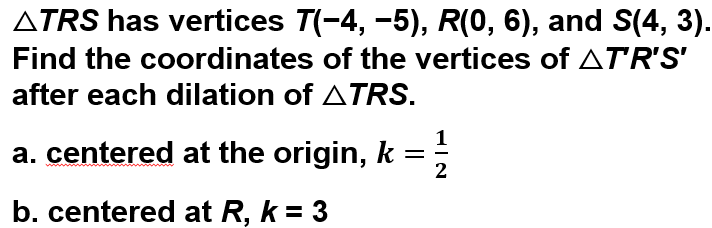 △TRS has vertices T(−4, −5), R(0, 6), and S(4, 3).
Find the coordinates of the vertices of △T′R′S′
after each dilation of △TRS.
a. centered at the origin, k = 1/2
b. centered at R, k = 3